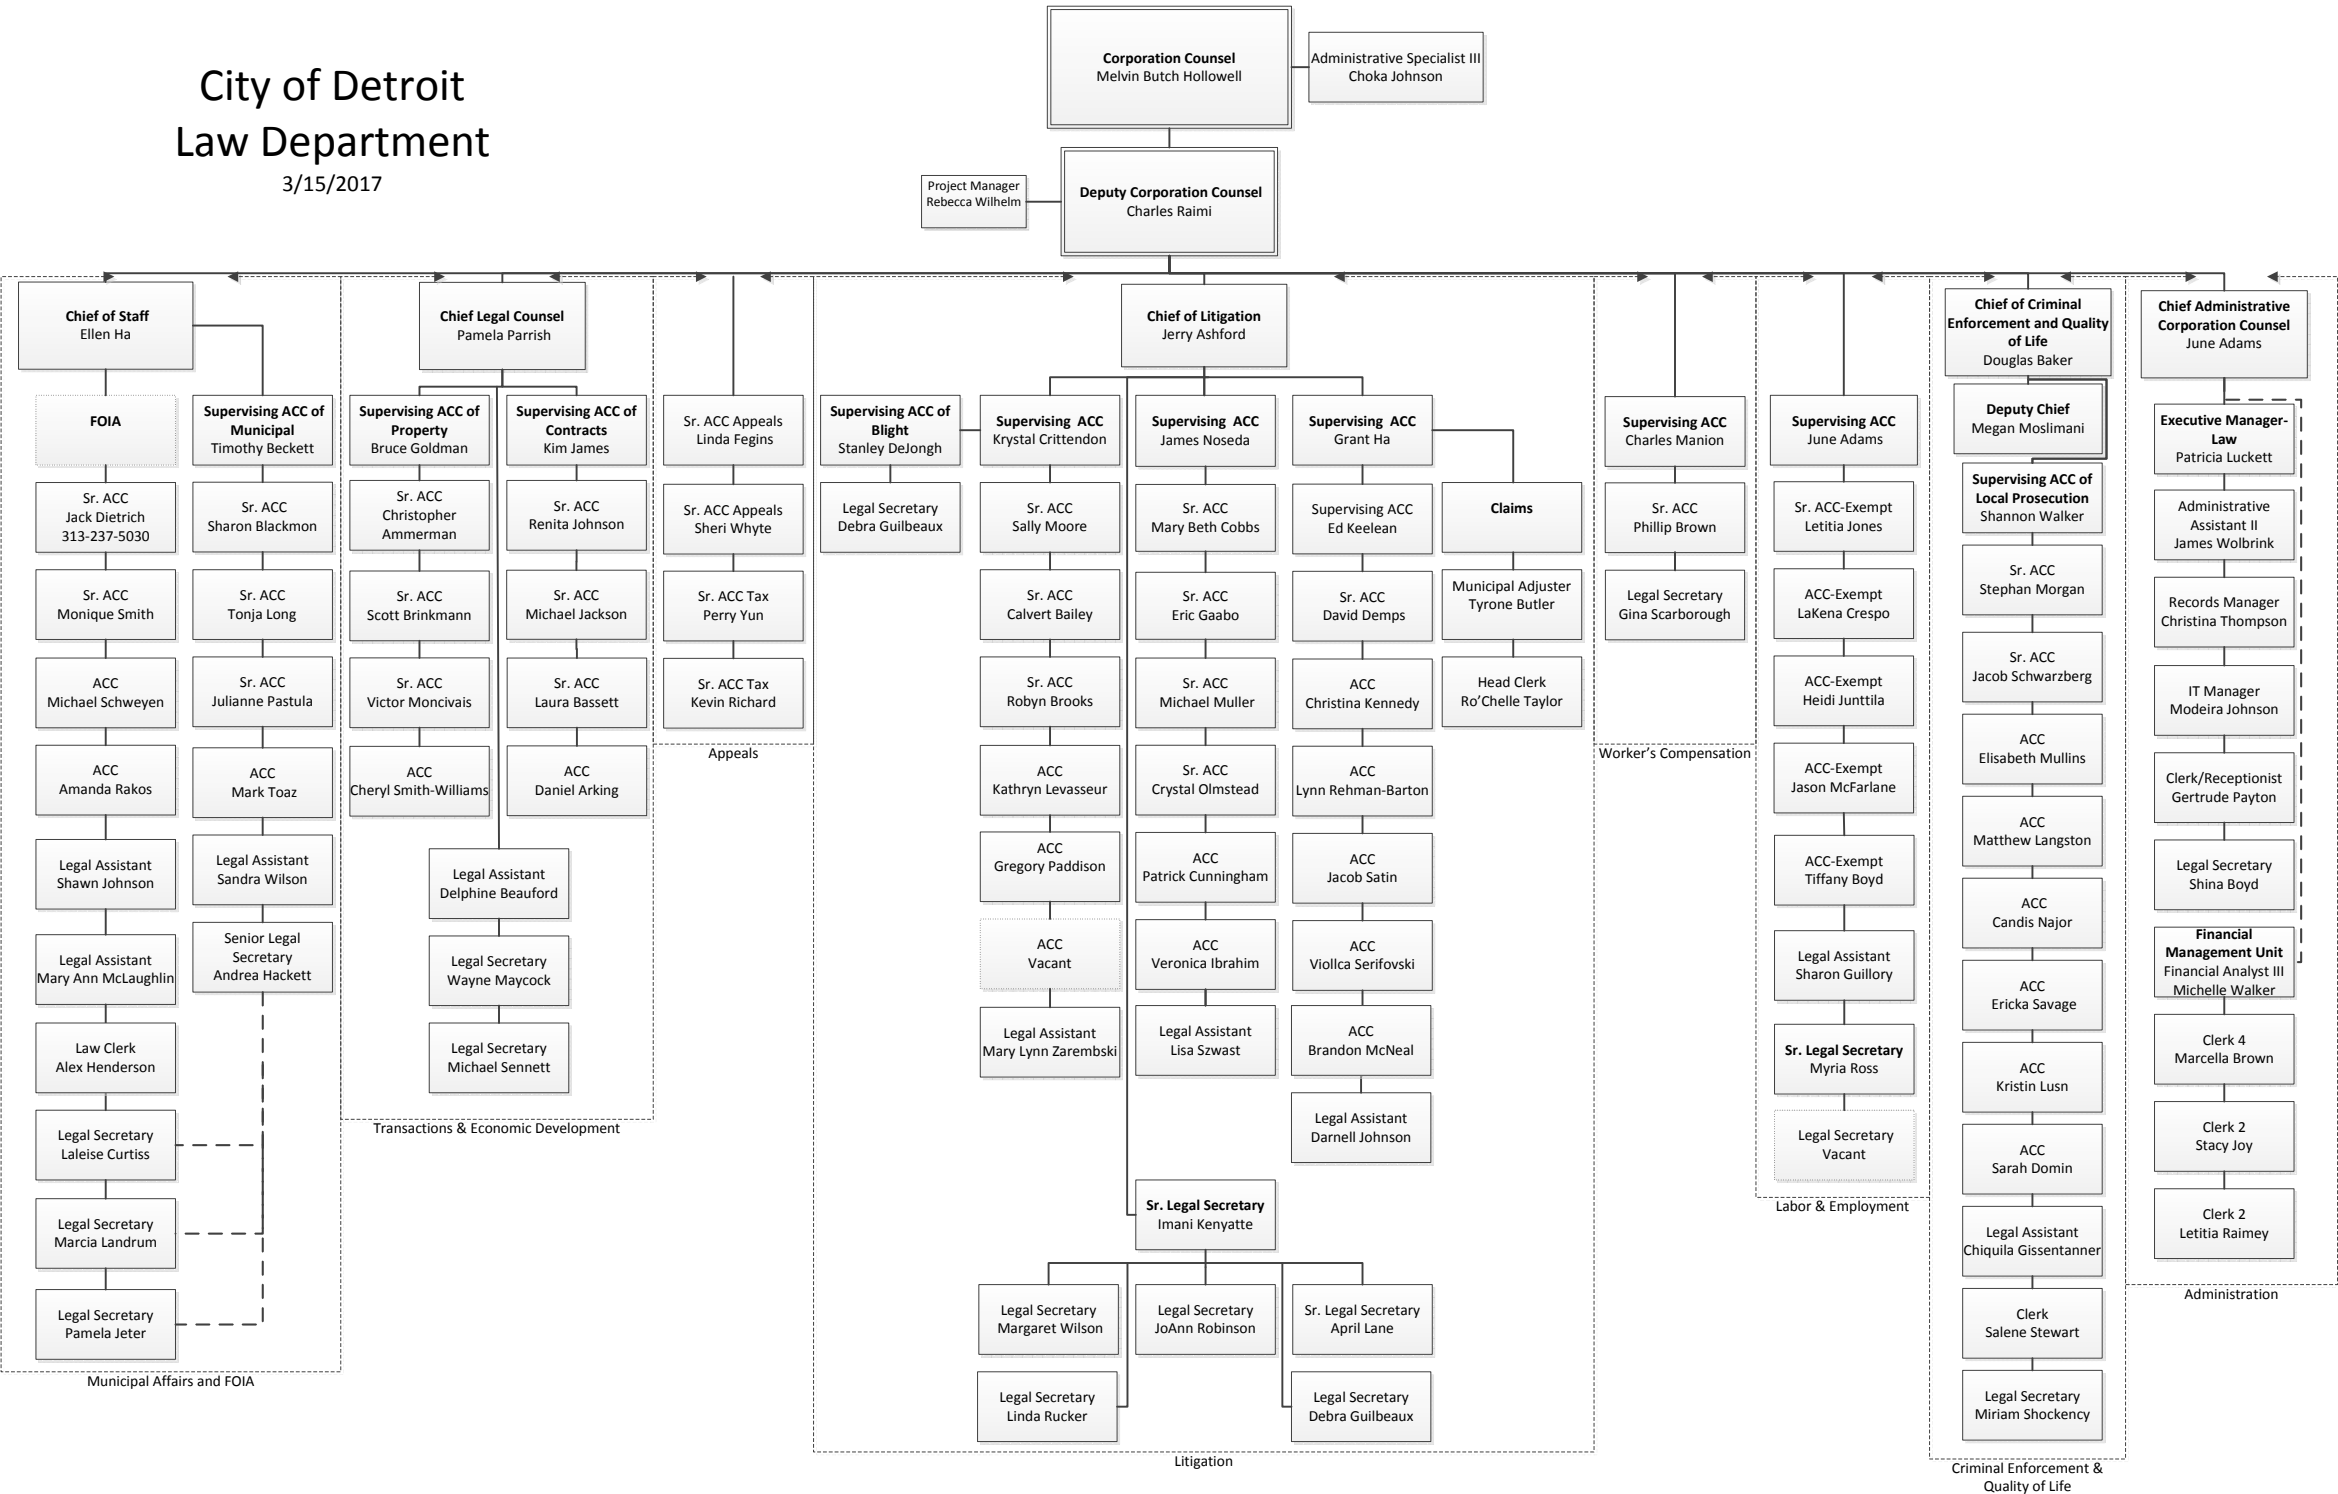 City of Detroit
Law Department
3/15/2017
Corporation Counsel
Melvin Butch Hollowell
Administrative Specialist III
Choka Johnson
Project Manager
Rebecca Wilhelm
Deputy Corporation Counsel
Charles Raimi
Chief of Staff
Ellen Ha
FOIA
Sr. ACC
Jack Dietrich
313-237-5030
Sr. ACC
Monique Smith
ACC
Michael Schweyen
ACC
Amanda Rakos
Legal Assistant
Shawn Johnson
Legal Assistant
Mary Ann McLaughlin
Law Clerk
Alex Henderson
Legal Secretary
Laleise Curtiss
Legal Secretary
Marcia Landrum
Legal Secretary
Pamela Jeter
Supervising ACC of
Municipal
Timothy Beckett
Sr. ACC
Sharon Blackmon
Sr. ACC
Tonja Long
Sr. ACC
Julianne Pastula
ACC
Mark Toaz
Legal Assistant
Sandra Wilson
Senior Legal
Secretary
Andrea Hackett
Municipal Affairs and FOIA
Chief Legal Counsel
Pamela Parrish
Supervising ACC of
Property
Bruce Goldman
Sr. ACC
Christopher
Ammerman
Sr. ACC
Scott Brinkmann
Sr. ACC
Victor Moncivais
ACC
Cheryl Smith-Williams
Supervising ACC of
Contracts
Kim James
Sr. ACC
Renita Johnson
Sr. ACC
Michael Jackson
Sr. ACC
Laura Bassett
ACC
Daniel Arking
Legal Assistant
Delphine Beauford
Legal Secretary
Wayne Maycock
Legal Secretary
Michael Sennett
Transactions & Economic Development
Sr. ACC Appeals
Linda Fegins
Sr. ACC Appeals
Sheri Whyte
Sr. ACC Tax
Perry Yun
Sr. ACC Tax
Kevin Richard
Appeals
Chief of Litigation
Jerry Ashford
Supervising ACC of
Blight
Stanley DeJongh
Legal Secretary
Debra Guilbeaux
Supervising  ACC
Krystal Crittendon
Sr. ACC
Sally Moore
Sr. ACC
Calvert Bailey
Sr. ACC
Robyn Brooks
ACC
Kathryn Levasseur
ACC
Gregory Paddison
ACC
Vacant
Legal Assistant
Mary Lynn Zarembski
Supervising  ACC
James Noseda
Sr. ACC
Mary Beth Cobbs
Sr. ACC
Eric Gaabo
Sr. ACC
Michael Muller
Sr. ACC
Crystal Olmstead
ACC
Patrick Cunningham
ACC
Veronica Ibrahim
Legal Assistant
Lisa Szwast
Supervising  ACC
Grant Ha
Supervising ACC
Ed Keelean
Sr. ACC
David Demps
ACC
Christina Kennedy
ACC
Lynn Rehman-Barton
ACC
Jacob Satin
ACC
Viollca Serifovski
ACC
Brandon McNeal
Legal Assistant
Darnell Johnson
Claims
Municipal Adjuster
Tyrone Butler
Head Clerk
Ro’Chelle Taylor
Sr. Legal Secretary
Imani Kenyatte
Legal Secretary
Margaret Wilson
Legal Secretary
JoAnn Robinson
Sr. Legal Secretary
April Lane
Legal Secretary
Linda Rucker
Legal Secretary
Debra Guilbeaux
Litigation
Supervising ACC
Charles Manion
Sr. ACC
Phillip Brown
Legal Secretary
Gina Scarborough
Worker’s Compensation
Supervising ACC
June Adams
Sr. ACC-Exempt
Letitia Jones
ACC-Exempt
LaKena Crespo
ACC-Exempt
Heidi Junttila
ACC-Exempt
Jason McFarlane
ACC-Exempt
Tiffany Boyd
Legal Assistant
Sharon Guillory
Sr. Legal Secretary
Myria Ross
Legal Secretary
Vacant
Labor & Employment
Chief of Criminal
Enforcement and Quality
of Life
Douglas Baker
Deputy Chief
Megan Moslimani
Supervising ACC of
Local Prosecution
Shannon Walker
Sr. ACC
Stephan Morgan
Sr. ACC
Jacob Schwarzberg
ACC
Elisabeth Mullins
ACC
Matthew Langston
ACC
Candis Najor
ACC
Ericka Savage
ACC
Kristin Lusn
ACC
Sarah Domin
Legal Assistant
Chiquila Gissentanner
Clerk
Salene Stewart
Legal Secretary
Miriam Shockency
Criminal Enforcement &
Quality of Life
Chief Administrative
Corporation Counsel
June Adams
Executive Manager-
Law
Patricia Luckett
Administrative
Assistant II
James Wolbrink
Records Manager
Christina Thompson
IT Manager
Modeira Johnson
Clerk/Receptionist
Gertrude Payton
Legal Secretary
Shina Boyd
Financial
Management Unit
Financial Analyst III
Michelle Walker
Clerk 4
Marcella Brown
Clerk 2
Stacy Joy
Clerk 2
Letitia Raimey
Administration